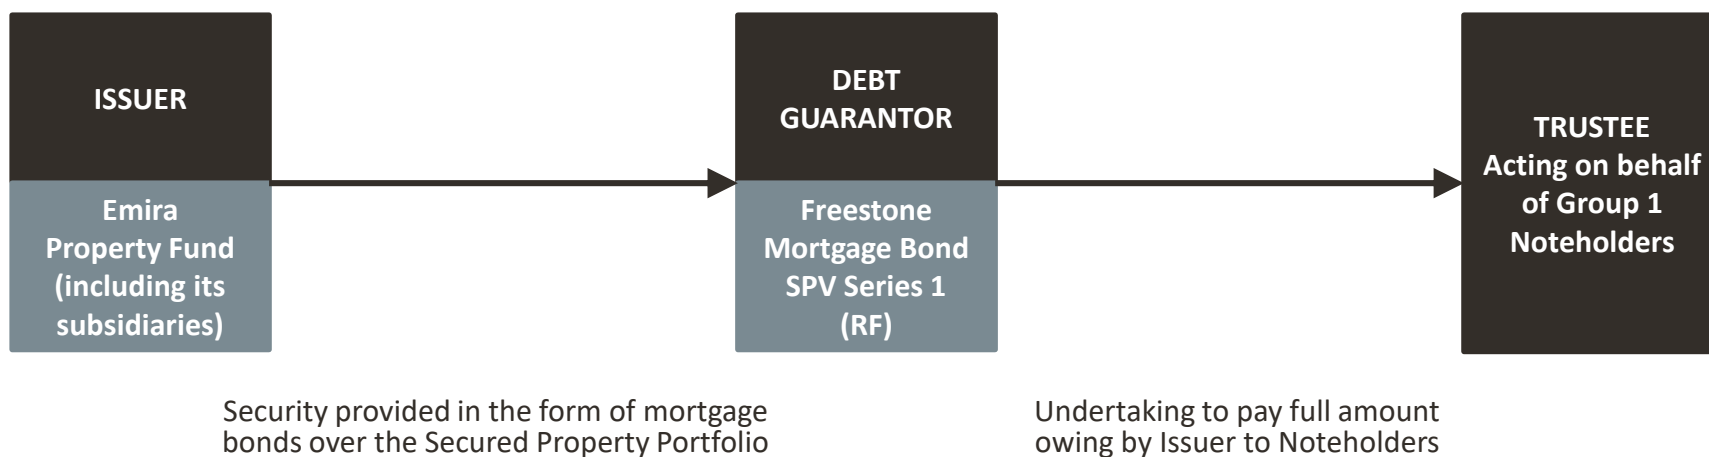 ISSUER
Emira
Property Fund
(including its
subsidiaries)
DEBT
GUARANTOR
Freestone
Mortgage Bond
SPV Series 1
(RF)
TRUSTEE
Acting on behalf
of Group 1
Noteholders
Security provided in the form of mortgage
bonds over the Secured Property Portfolio
Undertaking to pay full amount
owing by Issuer to Noteholders